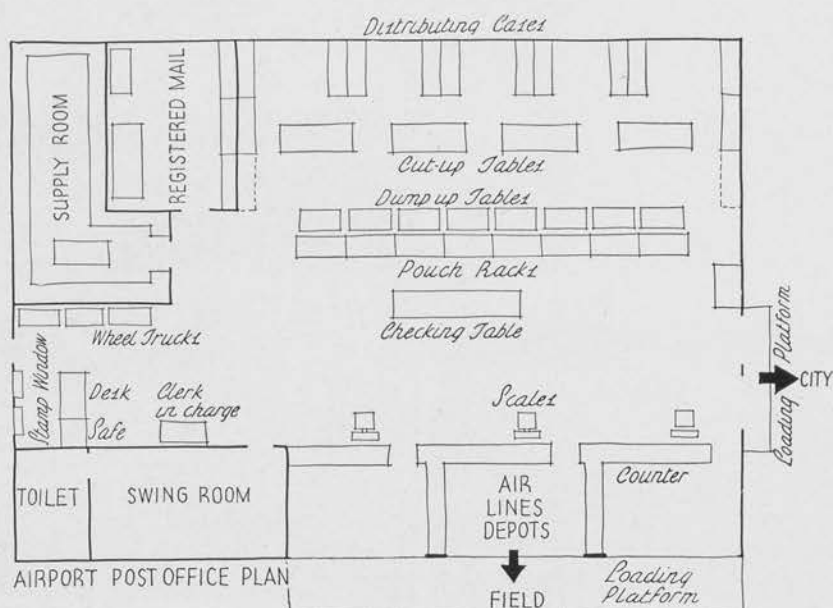 Distributing Cases
SUPPLY ROOM
REGISTERED MAIL
Cut-up Tables
Dump up Tables
Pouch Racks
Checking Table
Wheel Trucks
Stamp Window
Desk
Safe
Clerk
in charge
Scales
Loading Platform
CITY
Counter
TOILET
SWING ROOM
AIR
LINES
DEPOTS
AIRPORT POST OFFICE PLAN
FIELD
Loading
Platform